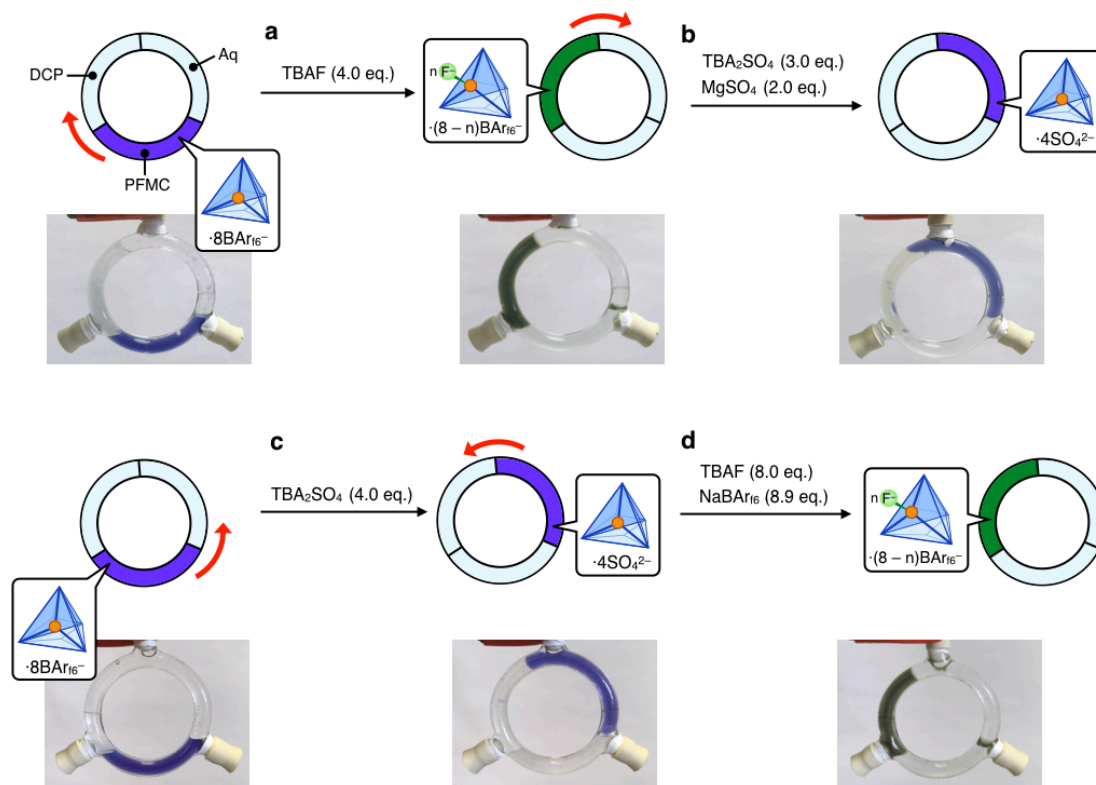 a
b
DCP
Aq
PFMC
·8BArf6⁻
TBAF (4.0 eq.)
n F⁻
·(8 – n)BArf6⁻
TBA₂SO₄ (3.0 eq.)
MgSO₄ (2.0 eq.)
·4SO₄²⁻
c
d
·8BArf6⁻
TBA₂SO₄ (4.0 eq.)
·4SO₄²⁻
TBAF (8.0 eq.)
NaBArf6 (8.9 eq.)
n F⁻
·(8 – n)BArf6⁻